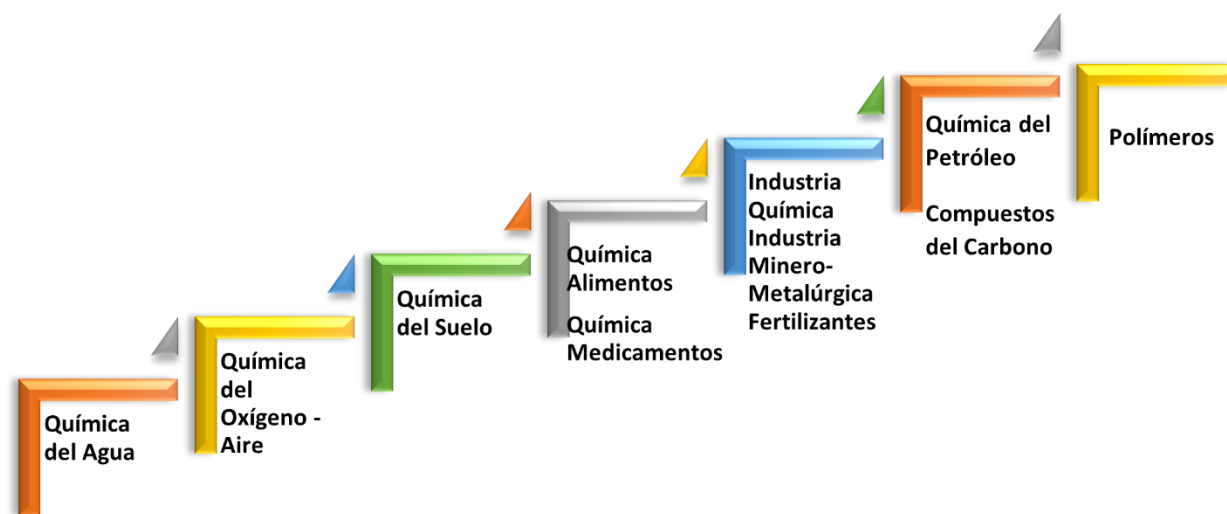 Química
del Agua
Química
del
Oxígeno -
Aire
Química
del Suelo
Química
Alimentos
Química
Medicamentos
Industria
Química
Industria
Minero-
Metalúrgica
Fertilizantes
Química del
Petróleo
Compuestos
del Carbono
Polímeros